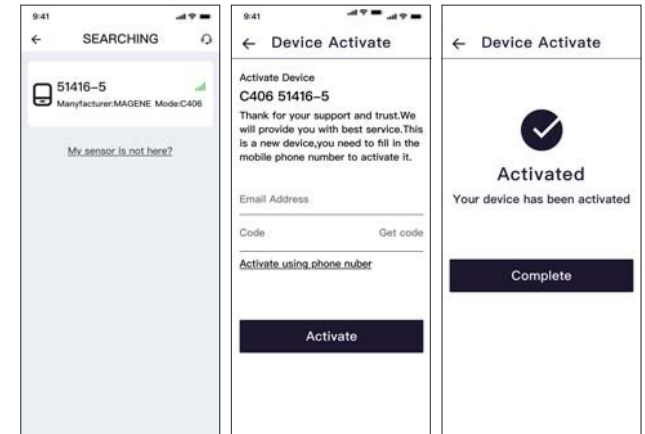 9:41
SEARCHING
51416-5
Manyfacturer:MAGENE Mode:C406
My sensor is not here?
9:41
Device Activate
Activate Device
C406 51416-5
Thank for your support and trust.We
will provide you with best service.This
is a new device,you need to fill in the
mobile phone number to activate it.
Email Address
Code Get code
Activate using phone nuber
Activate
Device Activate
Activated
Your device has been activated
Complete